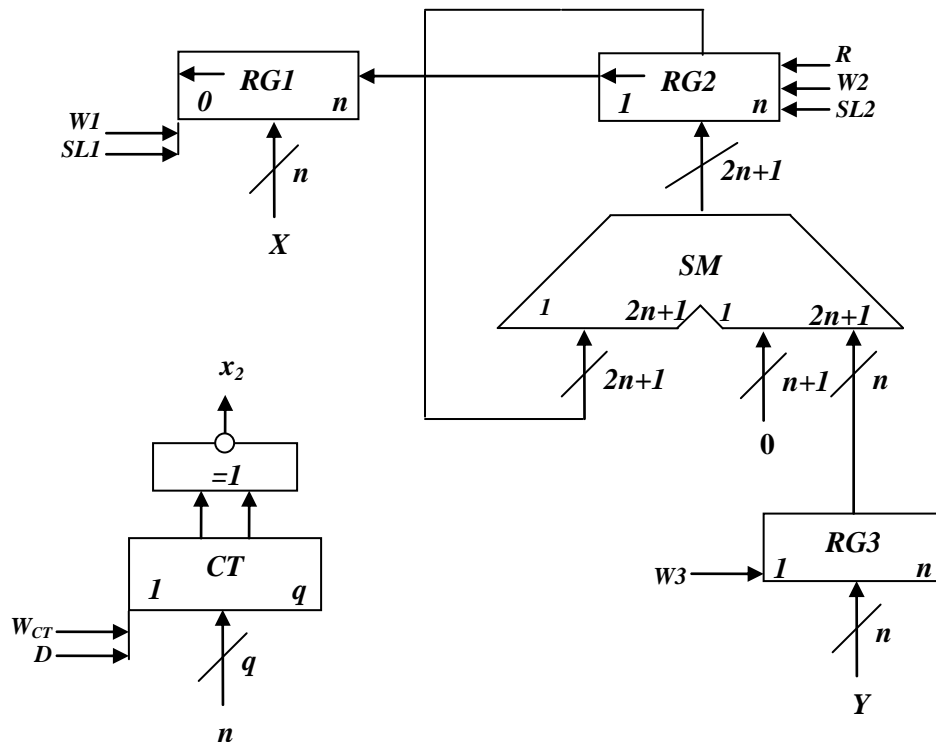 RG1
0 n
W1
SL1
n
X
RG2
1 n
R
W2
SL2
2n+1
SM
1 2n+1 1 2n+1
2n+1 n+1 n
0
x2
=1
CT
1 q
WCT
D
q
n
RG3
1 n
W3
n
Y